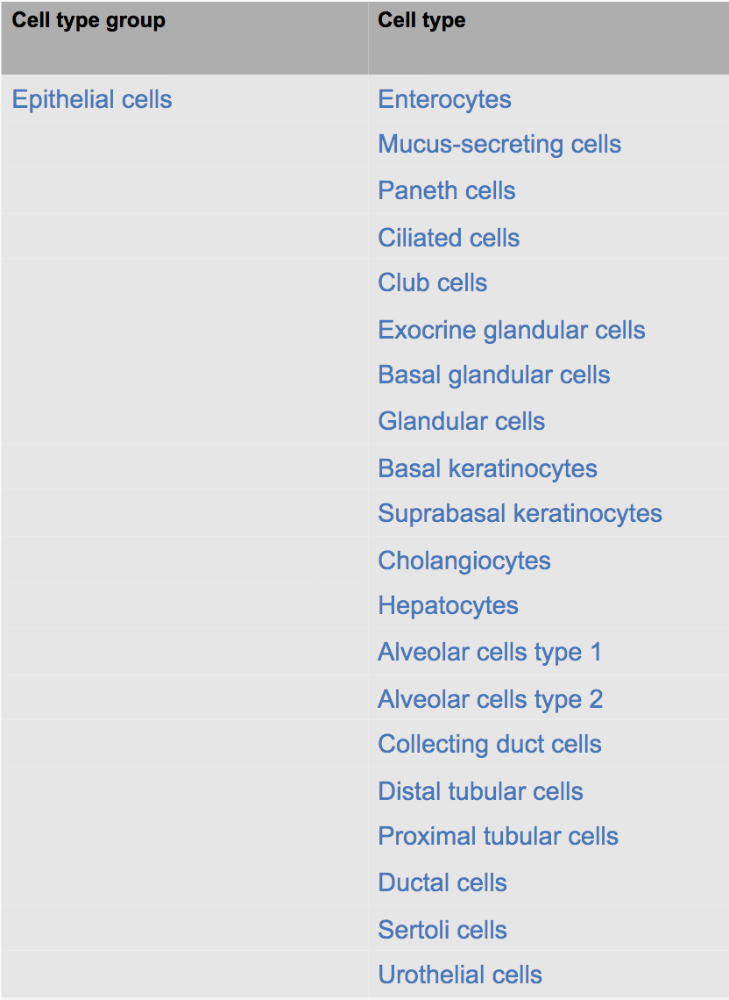 Cell type group Cell type
Epithelial cells Enterocytes
Mucus-secreting cells
Paneth cells
Ciliated cells
Club cells
Exocrine glandular cells
Basal glandular cells
Glandular cells
Basal keratinocytes
Suprabasal keratinocytes
Cholangiocytes
Hepatocytes
Alveolar cells type 1
Alveolar cells type 2
Collecting duct cells
Distal tubular cells
Proximal tubular cells
Ductal cells
Sertoli cells
Urothelial cells